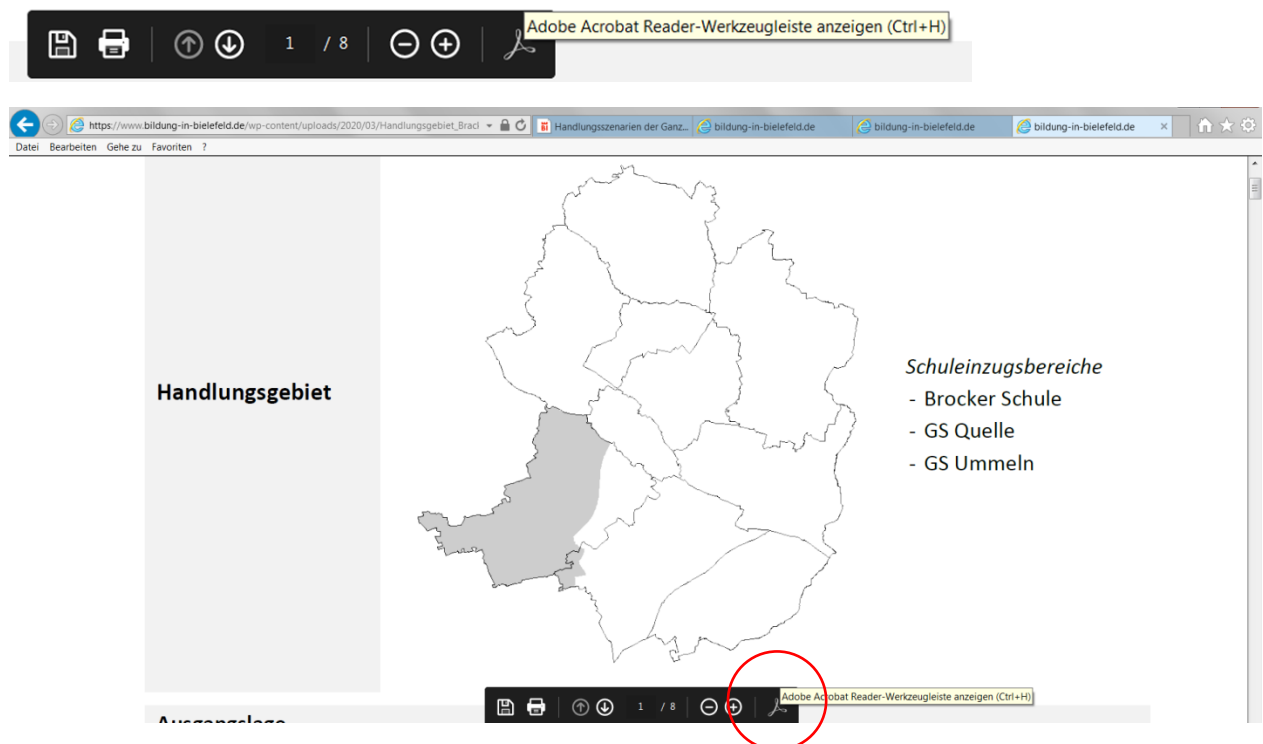 Adobe Acrobat Reader-Werkzeugleiste anzeigen (Ctrl+H)
1 / 8
https://www.bildung-in-bielefeld.de/wp-content/uploads/2020/03/Handlungsgebiet_Bracl
Handlungsszenarien der Ganz...
bildung-in-bielefeld.de
bildung-in-bielefeld.de
bildung-in-bielefeld.de
Datei Bearbeiten Gehe zu Favoriten ?
Handlungsgebiet
Schuleinzugsbereiche
- Brocker Schule
- GS Quelle
- GS Ummeln
Adobe Acrobat Reader-Werkzeugleiste anzeigen (Ctrl+H)
1 / 8
Ausgangslage